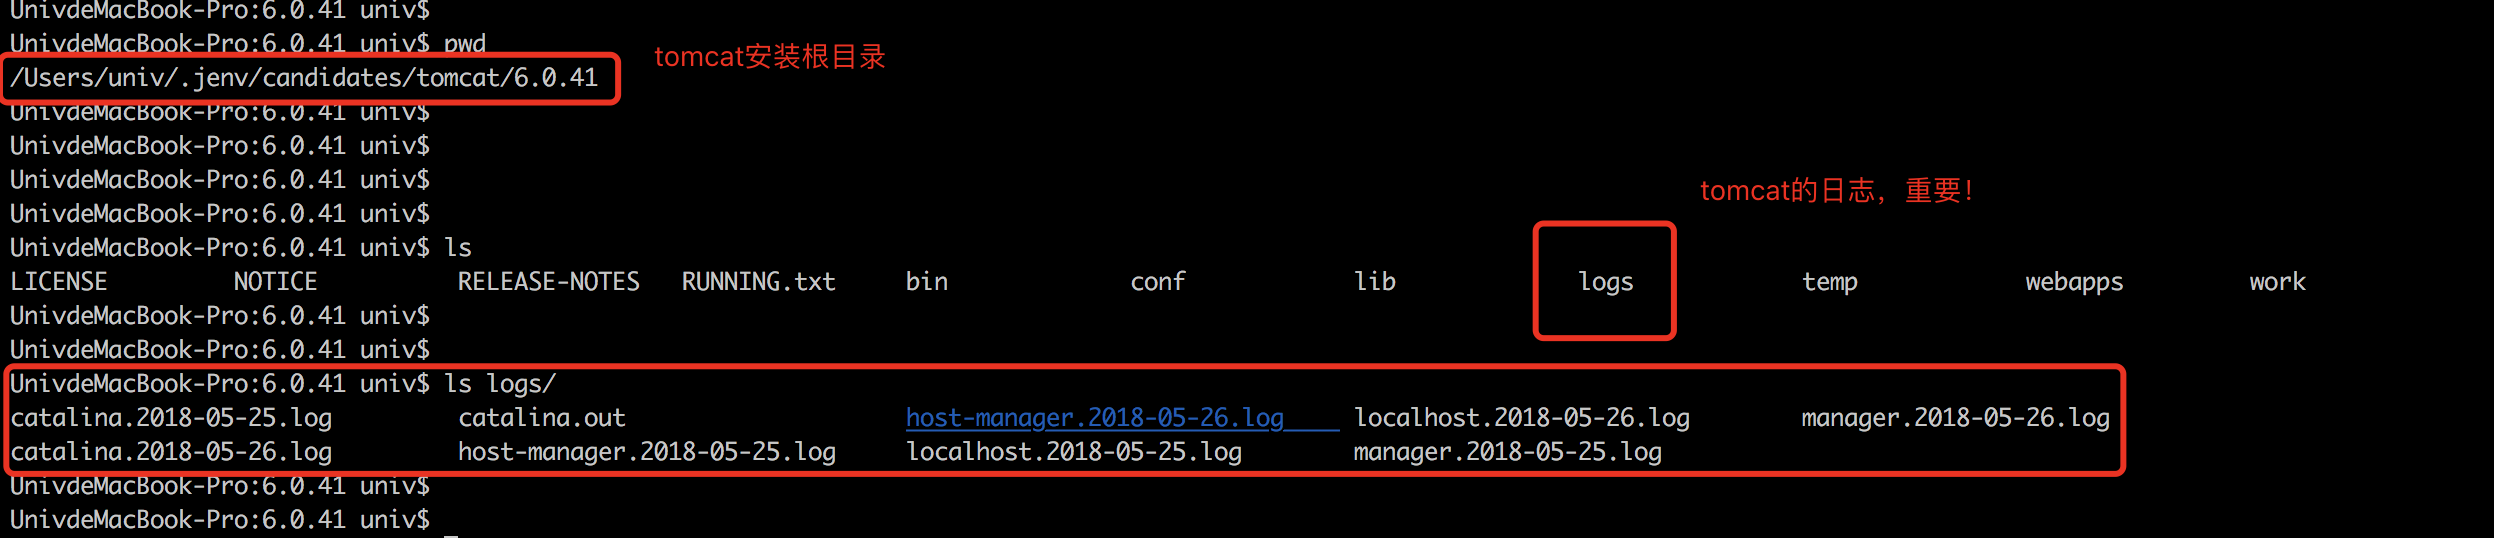 UnivdeMacBook-Pro:6.0.41 univ$
UnivdeMacBook-Pro:6.0.41 univ$ pwd
tomcat安装根目录
/Users/univ/.jenv/candidates/tomcat/6.0.41
UnivdeMacBook-Pro:6.0.41 univ$
UnivdeMacBook-Pro:6.0.41 univ$
UnivdeMacBook-Pro:6.0.41 univ$
tomcat的日志，重要！
UnivdeMacBook-Pro:6.0.41 univ$
UnivdeMacBook-Pro:6.0.41 univ$ ls
LICENSE NOTICE RELEASE-NOTES RUNNING.txt bin conf lib logs temp webapps work
UnivdeMacBook-Pro:6.0.41 univ$
UnivdeMacBook-Pro:6.0.41 univ$
UnivdeMacBook-Pro:6.0.41 univ$ ls logs/
catalina.2018-05-25.log catalina.out host-manager.2018-05-26.log localhost.2018-05-26.log manager.2018-05-26.log
catalina.2018-05-26.log host-manager.2018-05-25.log localhost.2018-05-25.log manager.2018-05-25.log
UnivdeMacBook-Pro:6.0.41 univ$
UnivdeMacBook-Pro:6.0.41 univ$